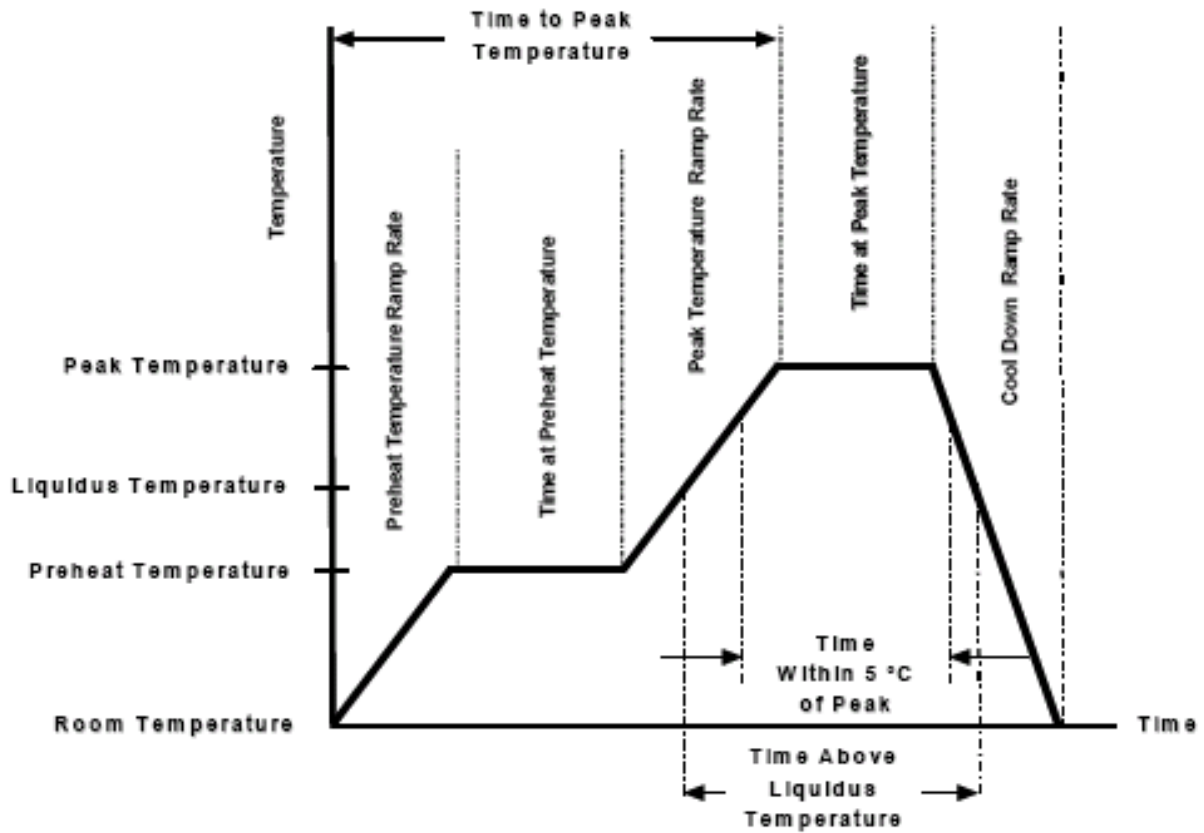 Time to Peak
Temperature
Temperature
Preheat Temperature Ramp Rate
Time at Preheat Temperature
Peak Temperature Ramp Rate
Time at Peak Temperature
Cool Down Ramp Rate
Peak Temperature
Liquidus Temperature
Preheat Temperature
Room Temperature
Time
Within 5 °C
of Peak
Time
Time Above
Liquidus
Temperature